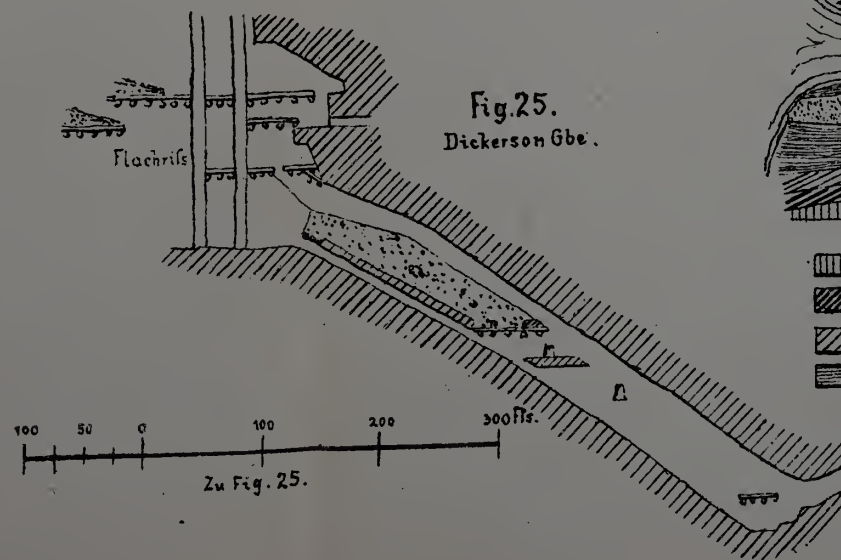 Fig.25.
Dickerson Gbe.
Flachriſs
100 50 0 100 200 300 Fſs.
Zu Fig. 25.